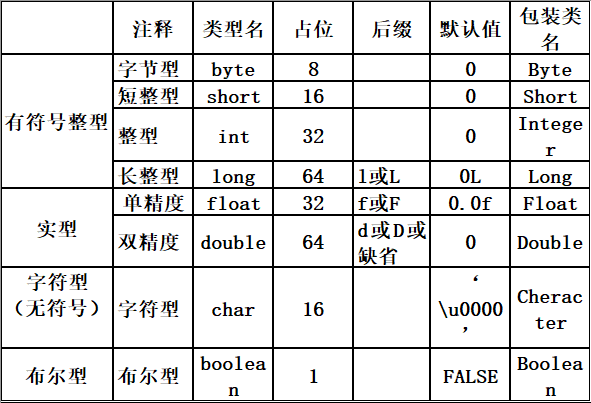 注释 类型名 占位 后缀 默认值 包装类名
有符号整型 字节型 byte 8 0 Byte
短整型 short 16 0 Short
整型 int 32 0 Integer
长整型 long 64 l或L 0L Long
实型 单精度 float 32 f或F 0.0f Float
双精度 double 64 d或D或缺省 0 Double
字符型（无符号） 字符型 char 16 ‘\u0000’ Cheracter
布尔型 布尔型 boolean 1 FALSE Boolean